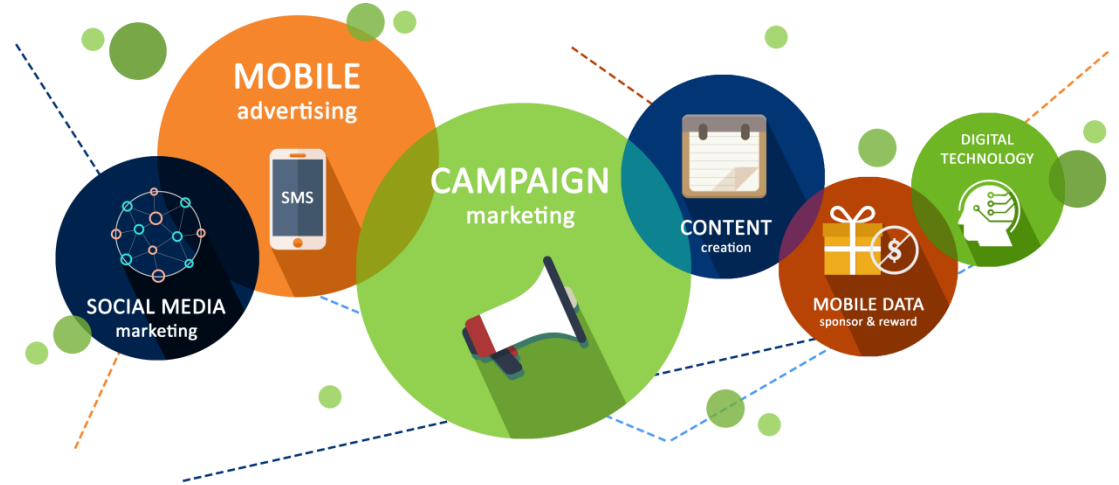 SOCIAL MEDIA
marketing
MOBILE
advertising
SMS
CAMPAIGN
marketing
CONTENT
creation
$
MOBILE DATA
sponsor & reward
DIGITAL
TECHNOLOGY